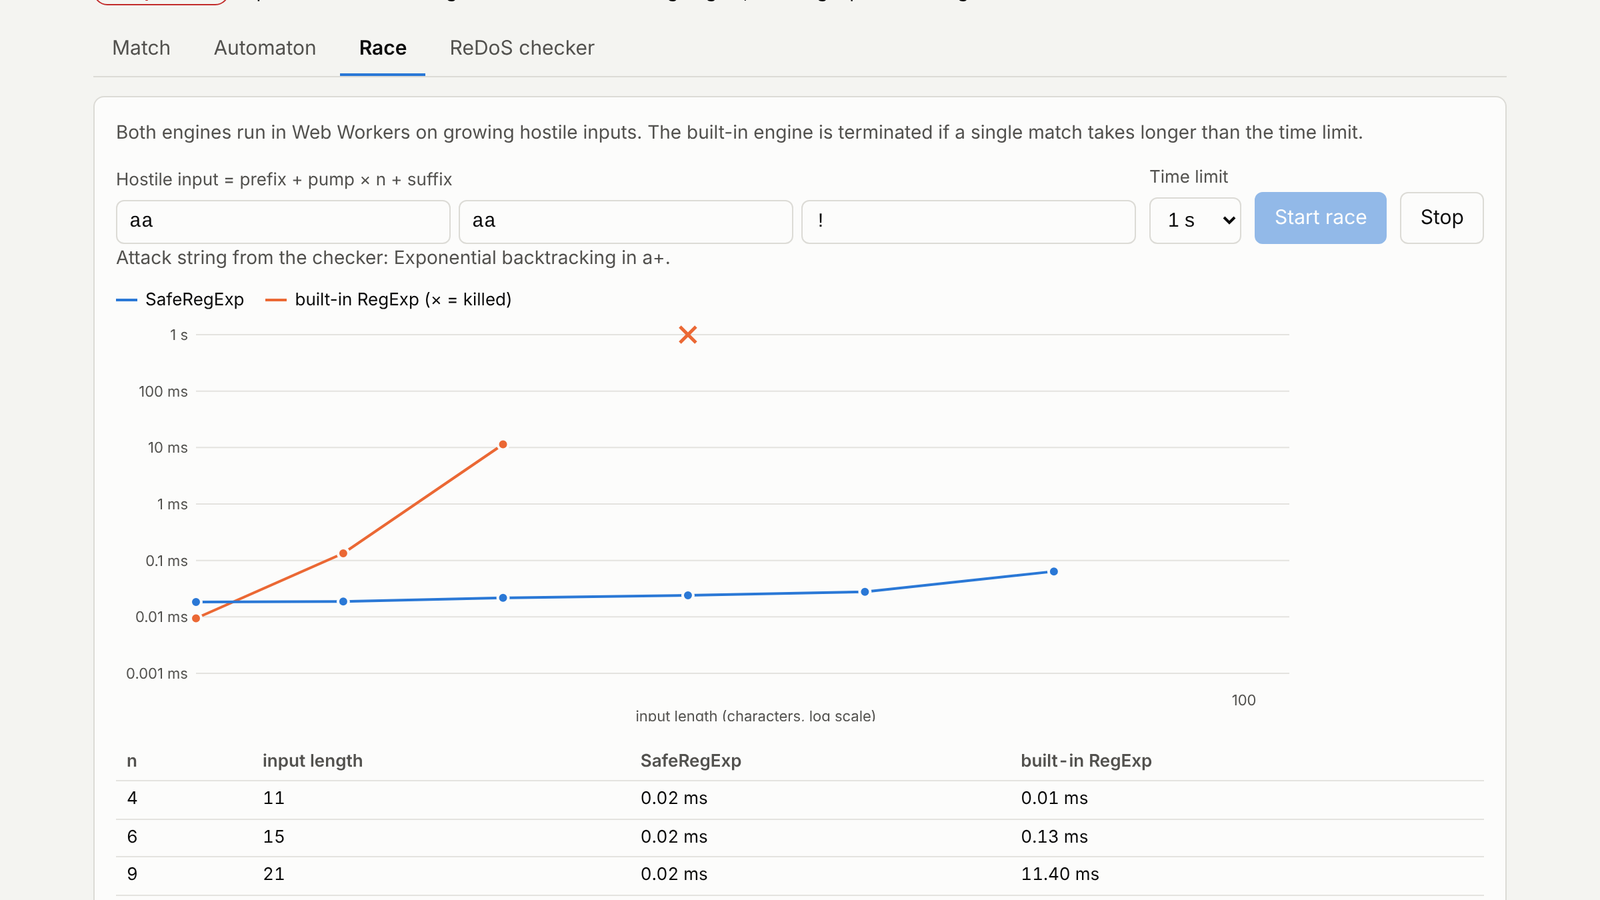 Match Automaton Race ReDoS checker
Both engines run in Web Workers on growing hostile inputs. The built-in engine is terminated if a single match takes longer than the time limit.
Hostile input = prefix + pump × n + suffix
Time limit
aa aa ! 1 s Start race Stop
Attack string from the checker: Exponential backtracking in a+.
SafeRegExp built-in RegExp (× = killed)
1 s
100 ms
10 ms
1 ms
0.1 ms
0.01 ms
0.001 ms
100
input length (characters, log scale)
n input length SafeRegExp built-in RegExp
4 11 0.02 ms 0.01 ms
6 15 0.02 ms 0.13 ms
9 21 0.02 ms 11.40 ms